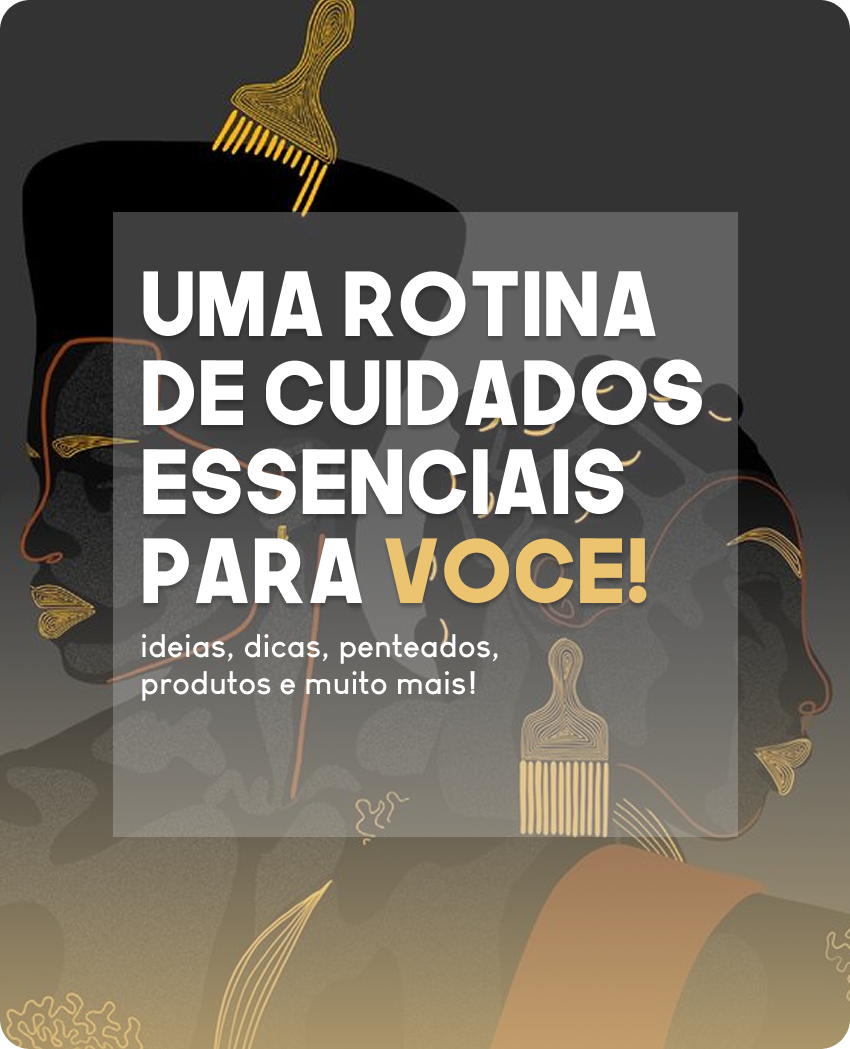 UMA ROTINA
DE CUIDADOS
ESSENCIAIS
PARA VOCE!
ideias, dicas, penteados,
produtos e muito mais!